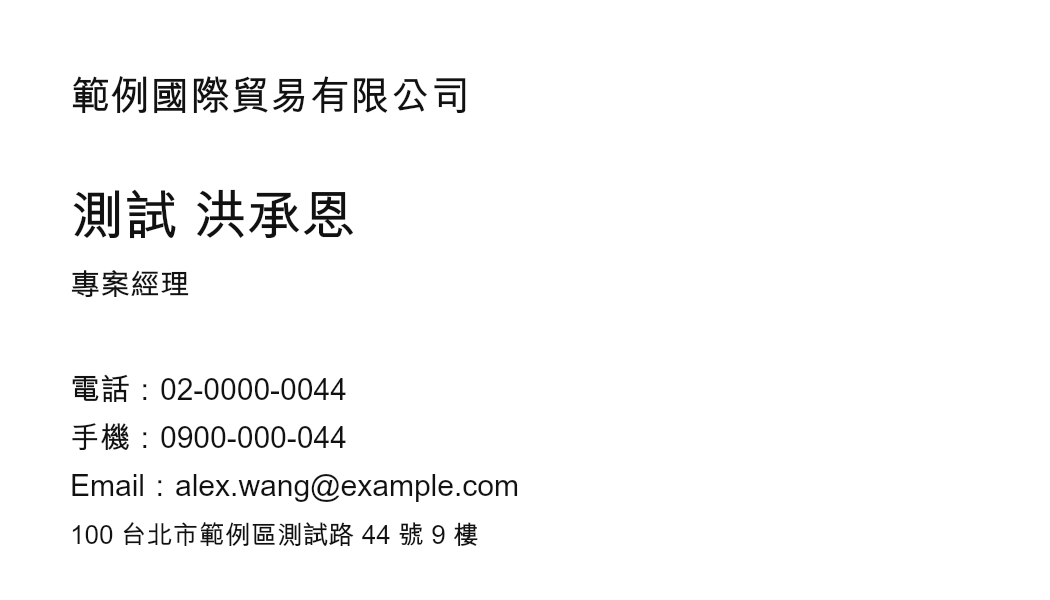 範例國際貿易有限公司
測試 洪承恩
專案經理
電話：02-0000-0044
手機：0900-000-044
Email：alex.wang@example.com
100 台北市範例區測試路 44 號 9 樓